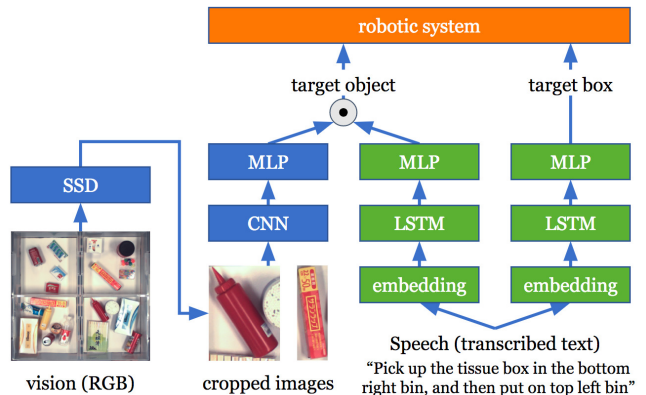 robotic system
target object
target box
MLP
MLP
MLP
SSD
CNN
LSTM
LSTM
embedding
embedding
Speech (transcribed text)
“Pick up the tissue box in the bottom
right bin, and then put on top left bin”
vision (RGB)
cropped images